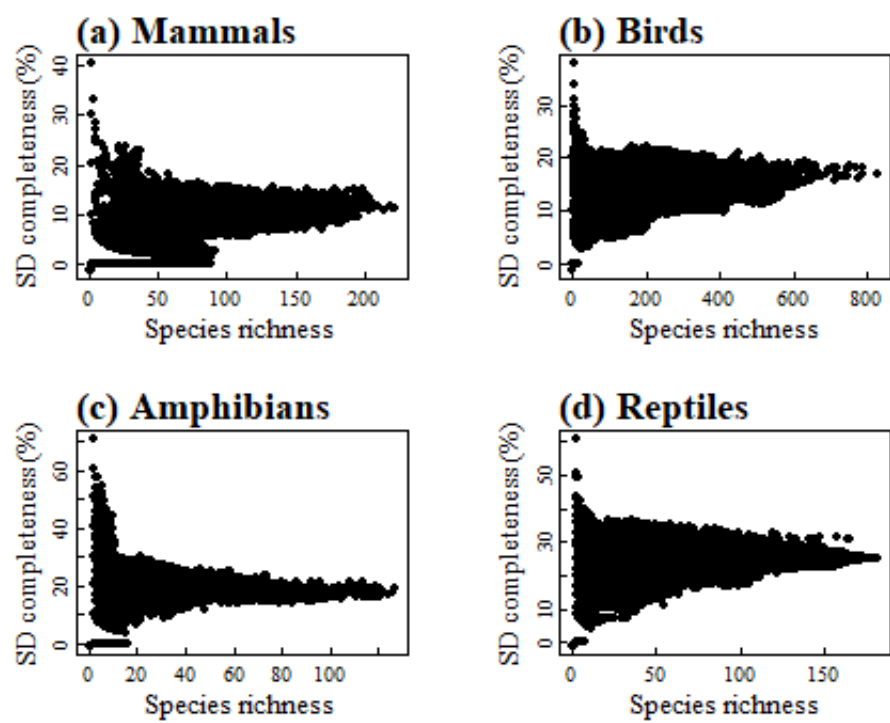 (a) Mammals
SD completeness (%)
0 10 20 30 40
0 50 100 150 200
Species richness
(b) Birds
SD completeness (%)
0 10 20 30
0 200 400 600 800
Species richness
(c) Amphibians
SD completeness (%)
0 20 40 60
0 20 40 60 80 100
Species richness
(d) Reptiles
SD completeness (%)
0 10 30 50
0 50 100 150
Species richness